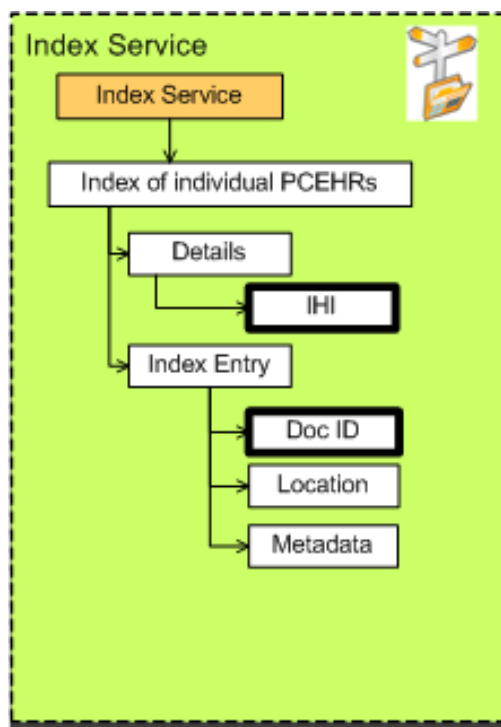 Index Service
Index Service
Index of individual PCEHRs
Details
IHI
Index Entry
Doc ID
Location
Metadata